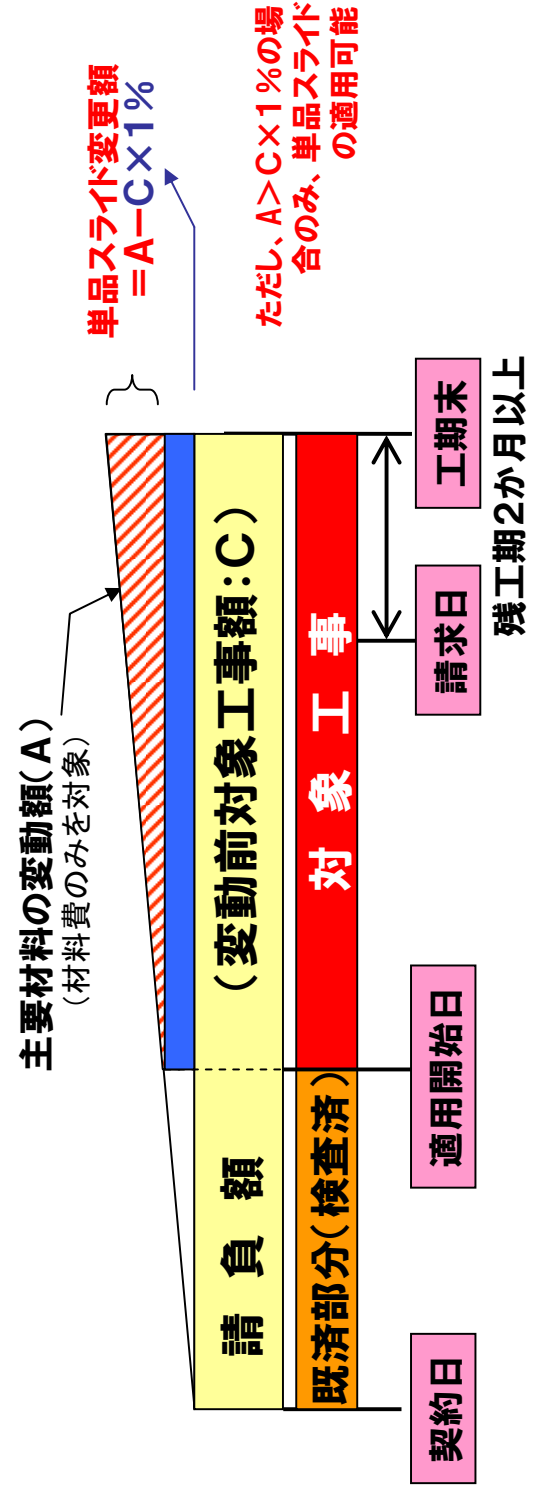 主要材料の変動額(A)
(材料費のみを対象)
単品スライド変更額
=A-C×1%
ただし、A>C×1%の場
合のみ、単品スライド
の適用可能
請負額
(変動前対象工事額:C)
既済部分(検査済)
対象工事
契約日
適用開始日
請求日
工期末
残工期2か月以上